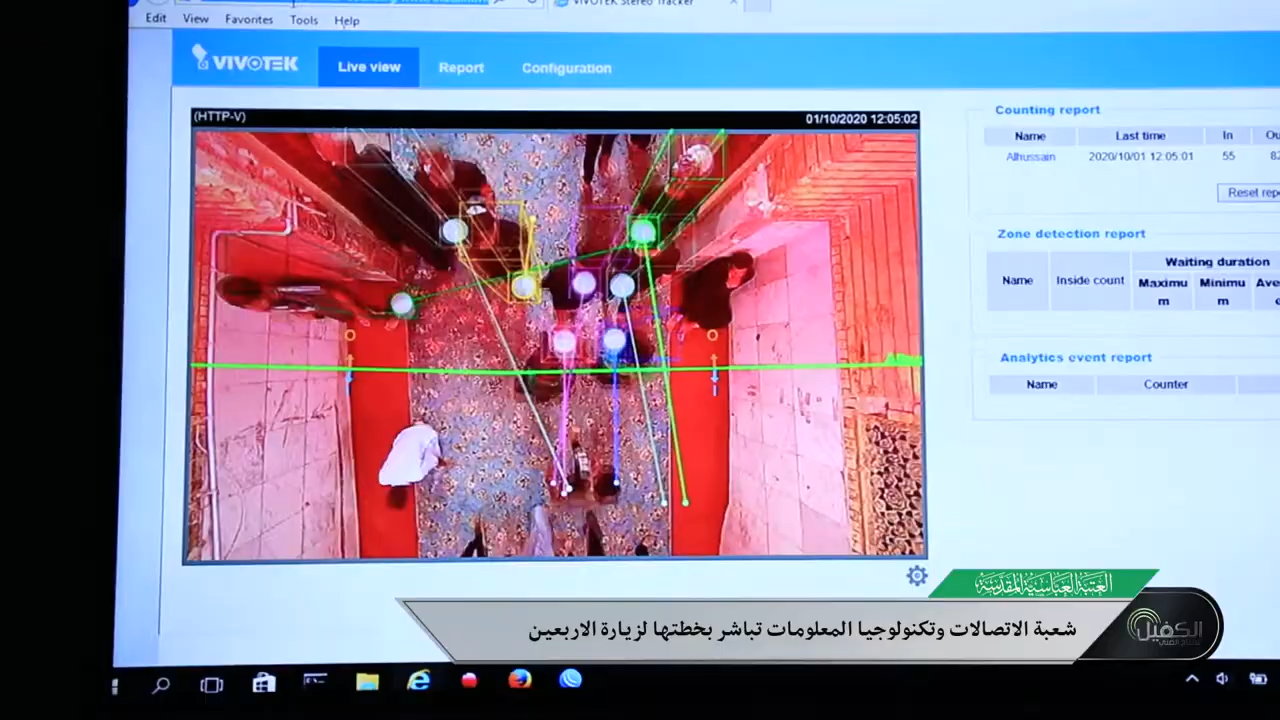 VIVOTEK Stereo Tracker
Edit View Favorites Tools Help
VIVOTEK Live view Report Configuration
(HTTP-V) 01/10/2020 12:05:02
Counting report
Name Last time In
Alhussain 2020/10/01 12:05:01 55 82
Reset
Zone detection report
Name Inside count Waiting duration
Maximu
m
Minimu
m
Analytics event report
Name Counter
العتبة العباسية المقدسة
شعبة الاتصالات وتكنولوجيا المعلومات تباشر بخطتها لزيارة الاربعين
الكفيل